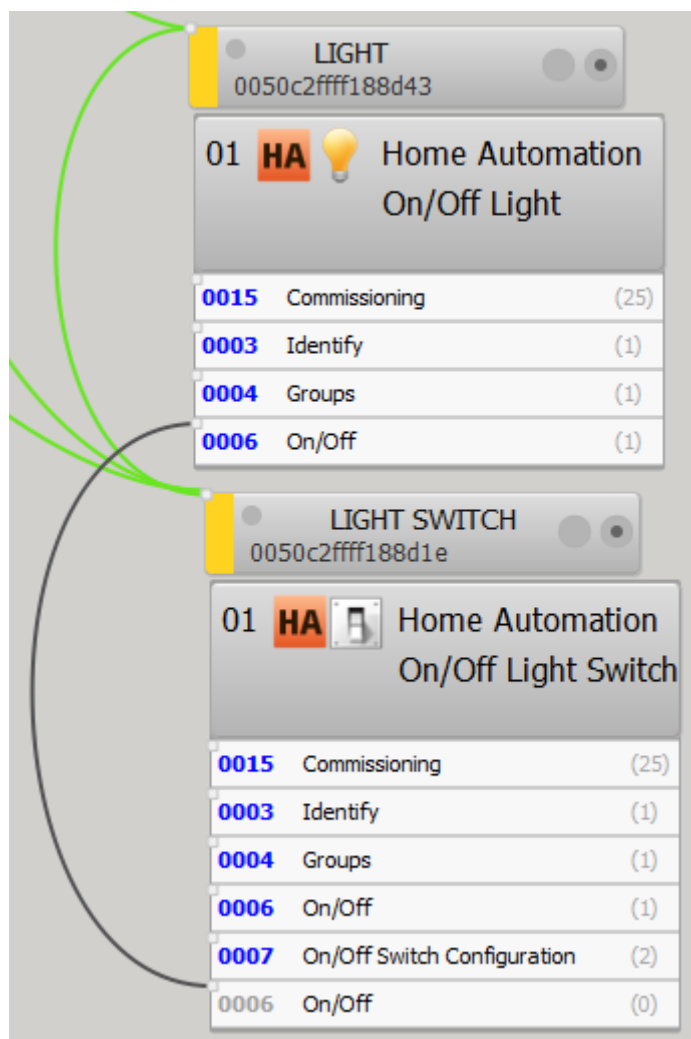 LIGHT
0050c2ffff188d43
01 HA Home Automation
On/Off Light
0015 Commissioning (25)
0003 Identify (1)
0004 Groups (1)
0006 On/Off (1)
LIGHT SWITCH
0050c2ffff188d1e
01 HA Home Automation
On/Off Light Switch
0015 Commissioning (25)
0003 Identify (1)
0004 Groups (1)
0006 On/Off (1)
0007 On/Off Switch Configuration (2)
0006 On/Off (0)